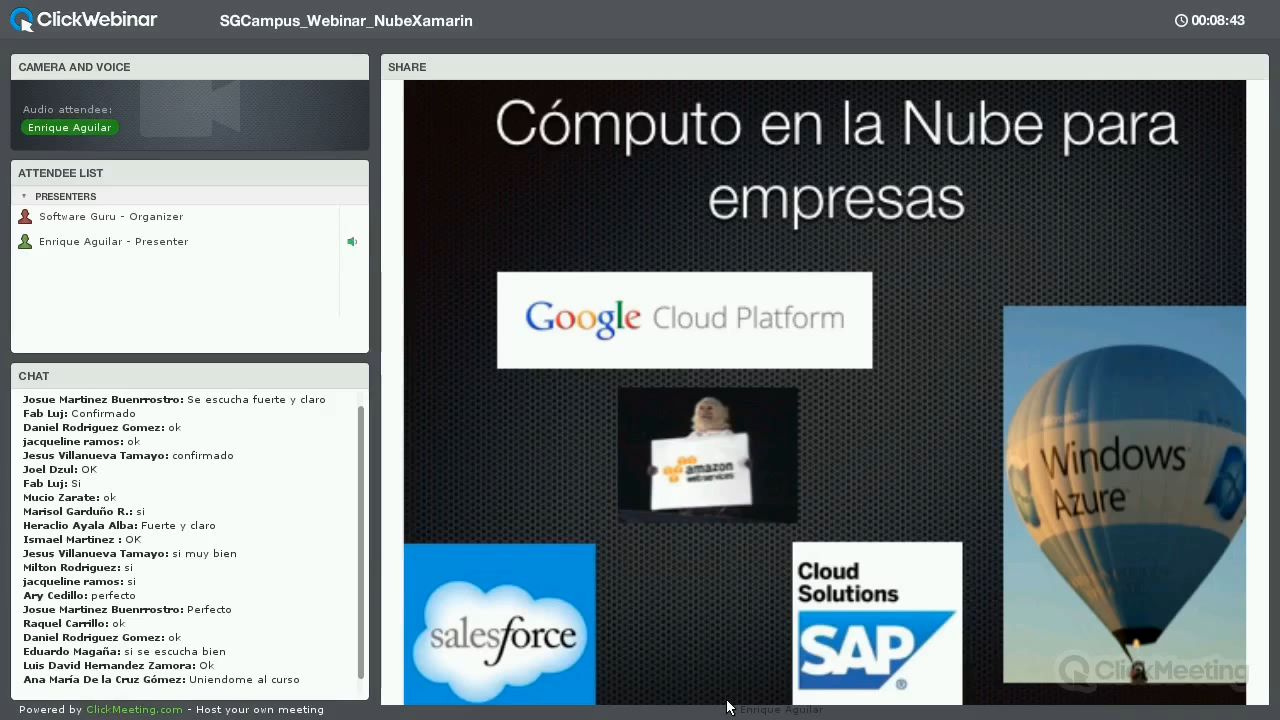 ClickWebinar
SGCampus_Webinar_NubeXamarin
00:08:43
CAMERA AND VOICE
Audio attendee:
Enrique Aguilar
ATTENDEE LIST
PRESENTERS
Software Guru - Organizer
Enrique Aguilar - Presenter
CHAT
Josue Martinez Buenrrostro: Se escucha fuerte y claro
Fab Luj: Confirmado
Daniel Rodriguez Gomez: ok
jacqueline ramos: ok
Jesus Villanueva Tamayo: confirmado
Joel Dzul: OK
Fab Luj: Si
Mucio Zarate: ok
Marisol Garduño R.: si
Heraclio Ayala Alba: Fuerte y claro
Ismael Martinez : OK
Jesus Villanueva Tamayo: si muy bien
Milton Rodriguez: si
jacqueline ramos: si
Ary Cedillo: perfecto
Josue Martinez Buenrrostro: Perfecto
Raquel Carrillo: ok
Daniel Rodriguez Gomez: ok
Eduardo Magaña: si se escucha bien
Luis David Hernandez Zamora: Ok
Ana María De la Cruz Jímenez: Uniendome al curso
Powered by ClickMeeting.com - Host your own meeting
SHARE
Cómputo en la Nube para
empresas
Google Cloud Platform
amazon
webservices
Windows
Azure
salesforce
Cloud
Solutions
SAP
®
ClickMeeting
Enrique Aguilar